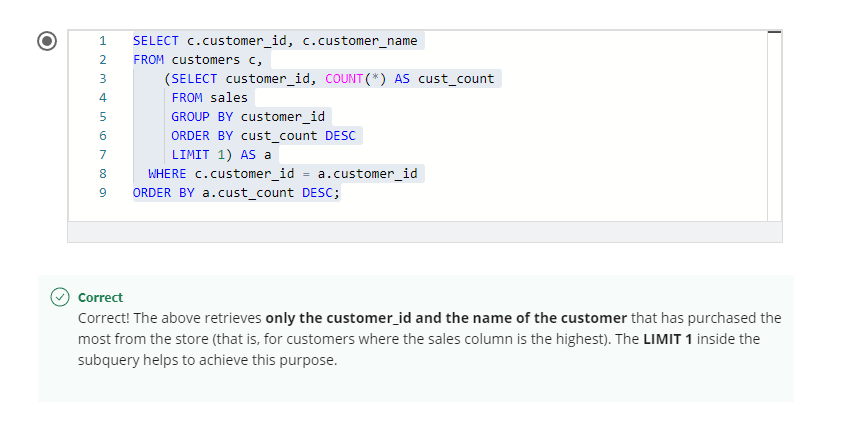 1 SELECT c.customer_id, c.customer_name
2 FROM customers c,
3 (SELECT customer_id, COUNT(*) AS cust_count
4 FROM sales
5 GROUP BY customer_id
6 ORDER BY cust_count DESC
7 LIMIT 1) AS a
8 WHERE c.customer_id = a.customer_id
9 ORDER BY a.cust_count DESC;
Correct
Correct! The above retrieves only the customer_id and the name of the customer that has purchased the
most from the store (that is, for customers where the sales column is the highest). The LIMIT 1 inside the
subquery helps to achieve this purpose.